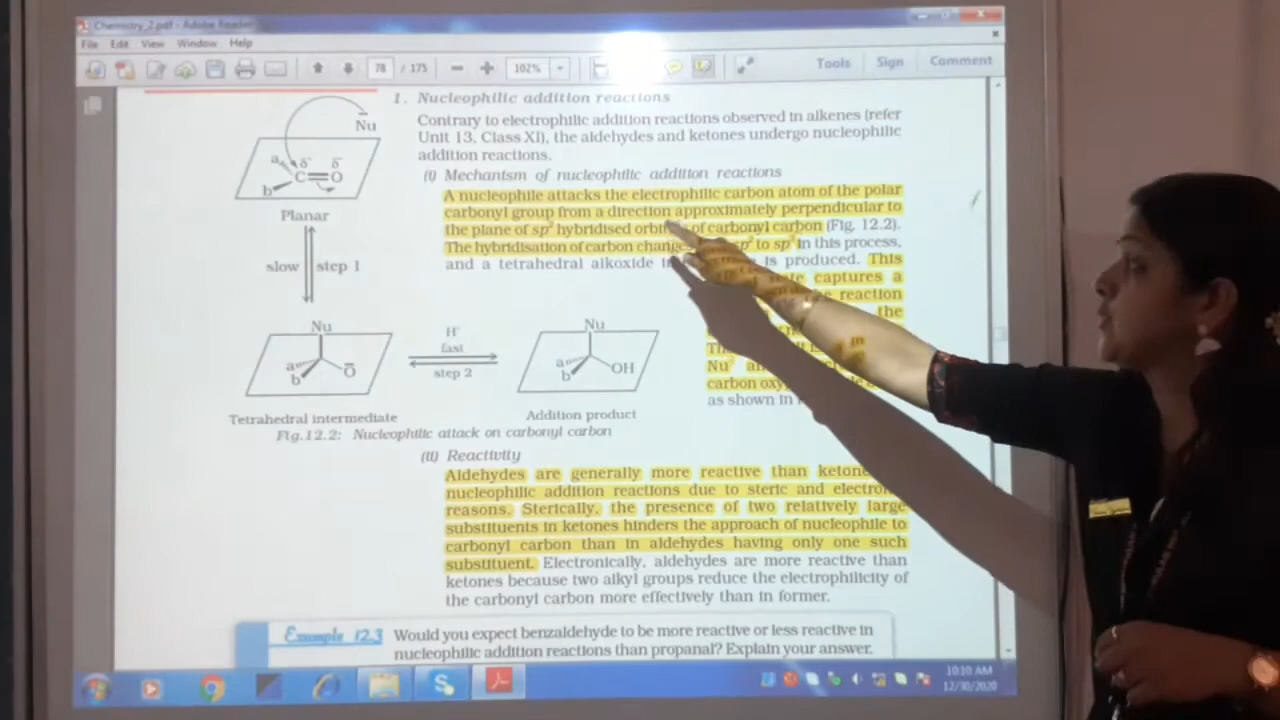 Chemistry_2.pdf - Adobe Reader
File Edit View Window Help
78 / 175 102% Tools Sign Comment
1. Nucleophilic addition reactions
Contrary to electrophilic addition reactions observed in alkenes (refer
Unit 13, Class XI), the aldehydes and ketones undergo nucleophilic
addition reactions.
(i) Mechanism of nucleophilic addition reactions
A nucleophile attacks the electrophilic carbon atom of the polar
carbonyl group from a direction approximately perpendicular to
the plane of sp² hybridised of carbonyl carbon (Fig. 12.2).
The hybridisation of carbon sp² to sp³ in this process,
and a tetrahedral alkoxide is produced. This
captures a
reaction
the
Nu
carbon
as shown in
Nu
a δ⁺ δ⁻
b C O
Planar
slow step 1
Nu
a
b O
Tetrahedral intermediate
H⁺
fast
step 2
Nu
a
b OH
Addition product
Fig.12.2: Nucleophilic attack on carbonyl carbon
(ii) Reactivity
Aldehydes are generally more reactive than
nucleophilic addition reactions due to steric and
reasons. Sterically, the presence of two relatively large
substituents in ketones hinders the approach of nucleophile to
carbonyl carbon than in aldehydes having only one such
substituent. Electronically, aldehydes are more reactive than
ketones because two alkyl groups reduce the electrophilicity of
the carbonyl carbon more effectively than in former.
Example 12.3 Would you expect benzaldehyde to be more reactive or less reactive in
nucleophilic addition reactions than propanal? Explain your answer.
10:10 AM
12/30/2020